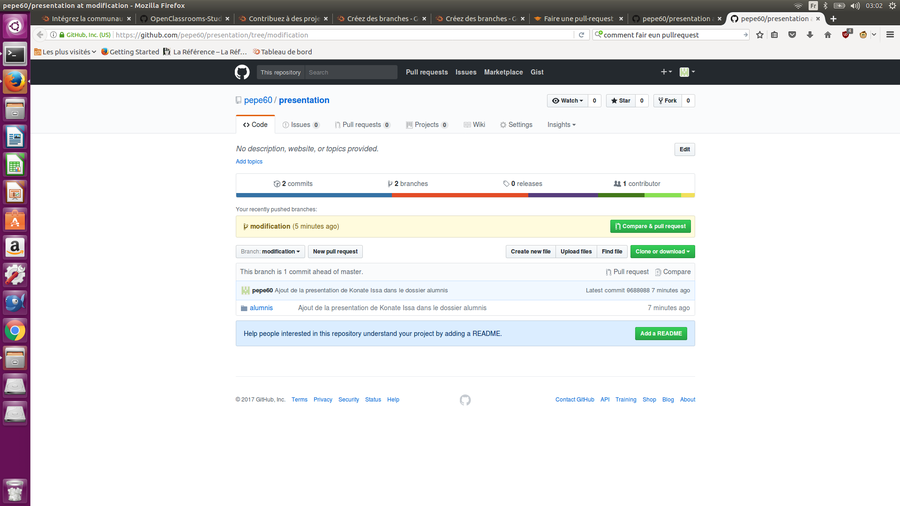 pepe60/presentation at modification - Mozilla Firefox
Fr
03:02
Intégrez la communau
OpenClassrooms-Stud
Contribuez à des proje
Créez des branches - G
Créez des branches - G
Faire une pull-request
pepe60/presentation a
pepe60/presentation a
GitHub, Inc. (US)
https://github.com/pepe60/presentation/tree/modification
comment fair eun pullrequest
Les plus visités
Getting Started
La Référence – La Réf…
Tableau de bord
This repository
Search
Pull requests
Issues
Marketplace
Gist
pepe60 / presentation
Watch 0
Star 0
Fork 0
Code
Issues 0
Pull requests 0
Projects 0
Wiki
Settings
Insights
No description, website, or topics provided.
Edit
Add topics
2 commits
2 branches
0 releases
1 contributor
Your recently pushed branches:
modification (5 minutes ago)
Compare & pull request
Branch: modification
New pull request
Create new file
Upload files
Find file
Clone or download
This branch is 1 commit ahead of master.
Pull request
Compare
pepe60 Ajout de la presentation de Konate Issa dans le dossier alumnis
Latest commit 0688088 7 minutes ago
alumnis
Ajout de la presentation de Konate Issa dans le dossier alumnis
7 minutes ago
Help people interested in this repository understand your project by adding a README.
Add a README
© 2017 GitHub, Inc.
Terms
Privacy
Security
Status
Help
Contact GitHub
API
Training
Shop
Blog
About